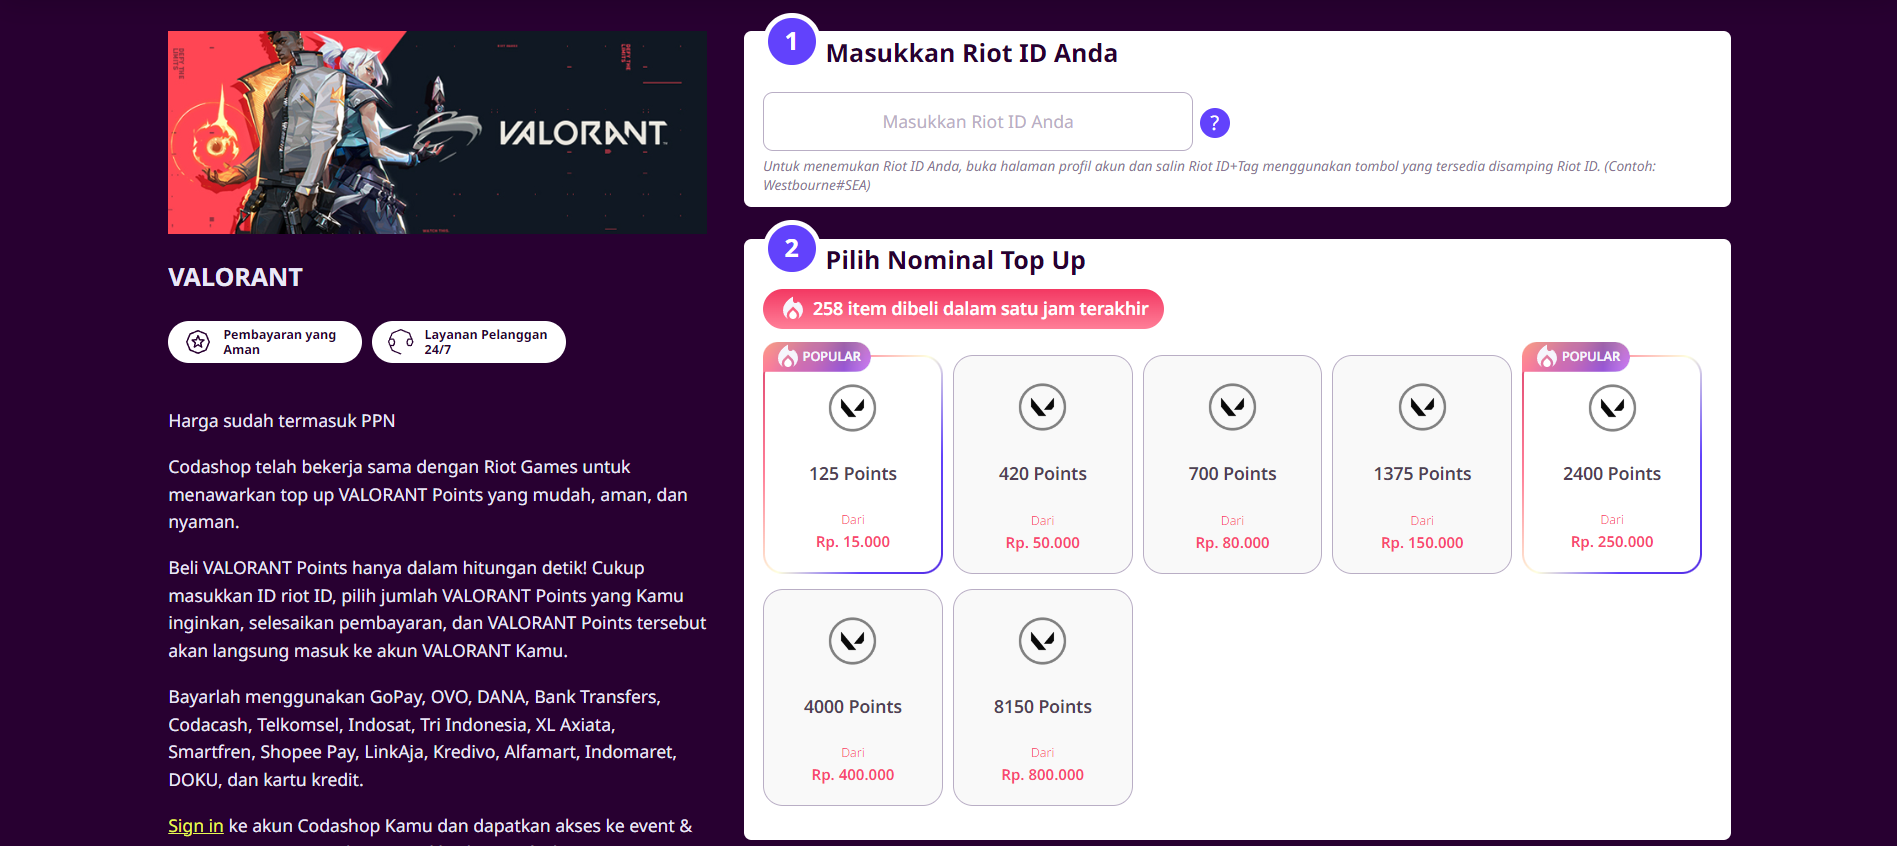 VALORANT
VALORANT
Pembayaran yang
Aman
Layanan Pelanggan
24/7
Harga sudah termasuk PPN
Codashop telah bekerja sama dengan Riot Games untuk
menawarkan top up VALORANT Points yang mudah, aman, dan
nyaman.
Beli VALORANT Points hanya dalam hitungan detik! Cukup
masukkan ID riot ID, pilih jumlah VALORANT Points yang Kamu
inginkan, selesaikan pembayaran, dan VALORANT Points tersebut
akan langsung masuk ke akun VALORANT Kamu.
Bayarlah menggunakan GoPay, OVO, DANA, Bank Transfers,
Codacash, Telkomsel, Indosat, Tri Indonesia, XL Axiata,
Smartfren, Shopee Pay, LinkAja, Kredivo, Alfamart, Indomaret,
DOKU, dan kartu kredit.
Sign in ke akun Codashop Kamu dan dapatkan akses ke event &
1
Masukkan Riot ID Anda
Masukkan Riot ID Anda
?
Untuk menemukan Riot ID Anda, buka halaman profil akun dan salin Riot ID+Tag menggunakan tombol yang tersedia disamping Riot ID. (Contoh:
Westbourne#SEA)
2
Pilih Nominal Top Up
258 item dibeli dalam satu jam terakhir
POPULAR
125 Points
Dari
Rp. 15.000
420 Points
Dari
Rp. 50.000
700 Points
Dari
Rp. 80.000
1375 Points
Dari
Rp. 150.000
POPULAR
2400 Points
Dari
Rp. 250.000
4000 Points
Dari
Rp. 400.000
8150 Points
Dari
Rp. 800.000